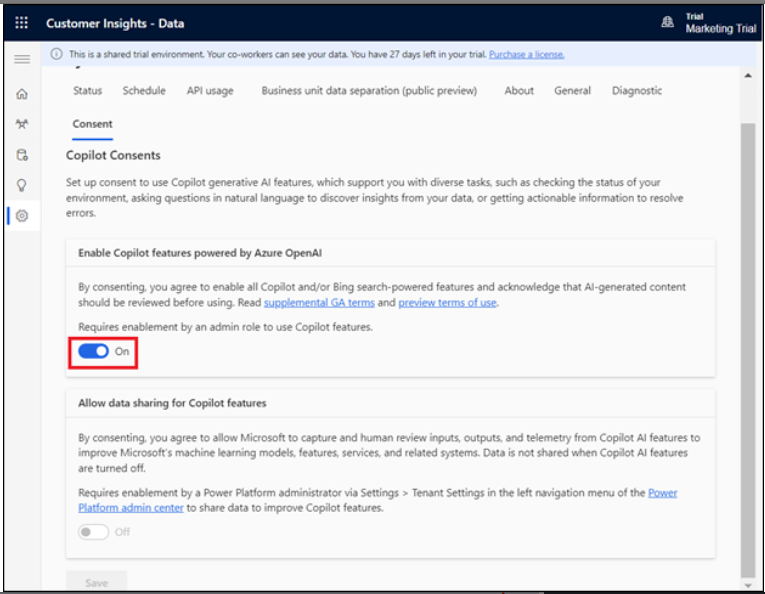 Customer Insights - Data
Trial
Marketing Trial
This is a shared trial environment. Your co-workers can see your data. You have 27 days left in your trial. Purchase a license.
Status Schedule API usage Business unit data separation (public preview) About General Diagnostic
Consent
Copilot Consents
Set up consent to use Copilot generative AI features, which support you with diverse tasks, such as checking the status of your
environment, asking questions in natural language to discover insights from your data, or getting actionable information to resolve
errors.
Enable Copilot features powered by Azure OpenAI
By consenting, you agree to enable all Copilot and/or Bing search-powered features and acknowledge that AI-generated content
should be reviewed before using. Read supplemental GA terms and preview terms of use.
Requires enablement by an admin role to use Copilot features.
On
Allow data sharing for Copilot features
By consenting, you agree to allow Microsoft to capture and human review inputs, outputs, and telemetry from Copilot AI features to
improve Microsoft's machine learning models, features, services, and related systems. Data is not shared when Copilot AI features
are turned off.
Requires enablement by a Power Platform administrator via Settings > Tenant Settings in the left navigation menu of the Power
Platform admin center to share data to improve Copilot features.
Off
Save